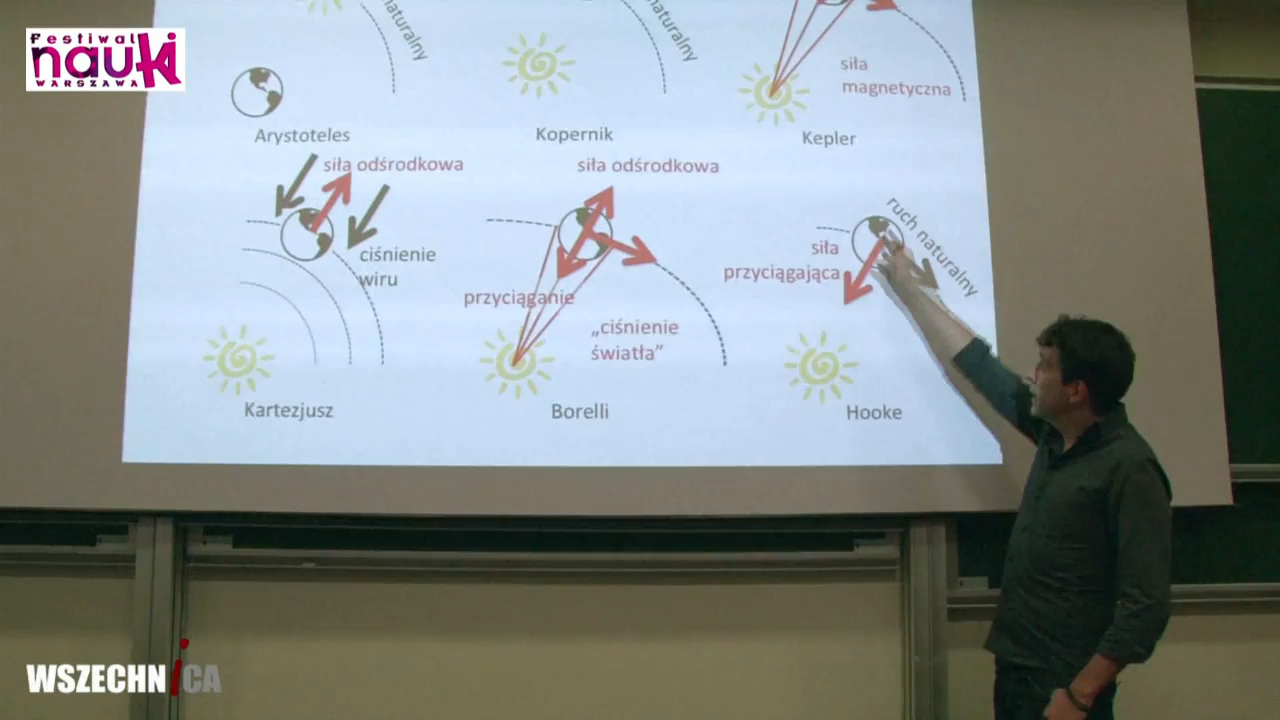 Festiwal
nauki
WARSZAWA
naturalny
naturalny
siła
magnetyczna
Arystoteles
Kopernik
Kepler
siła odśrodkowa
siła odśrodkowa
ruch naturalny
ciśnienie
wiru
siła
przyciągająca
przyciąganie
„ciśnienie
światła”
Kartezjusz
Borelli
Hooke
WSZECHNICA